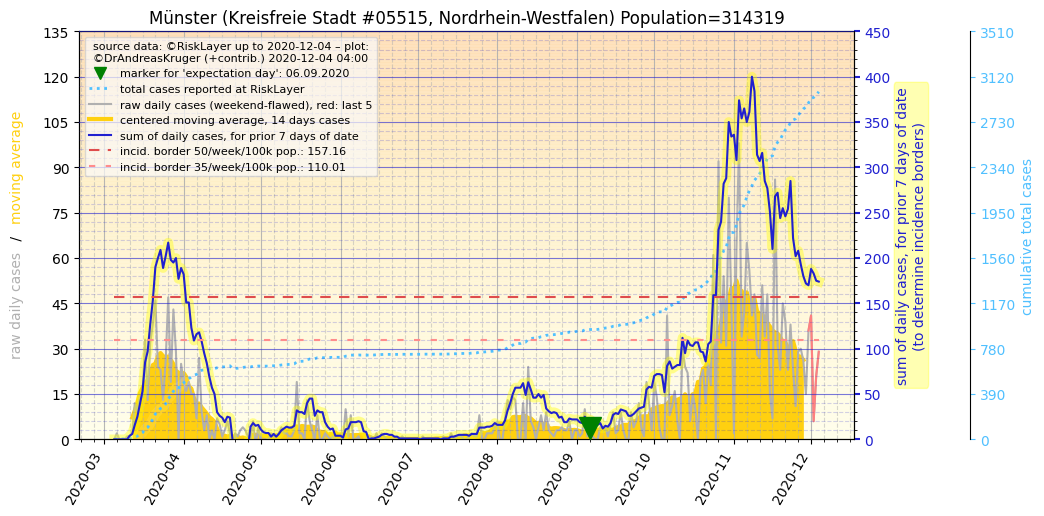 Münster (Kreisfreie Stadt #05515, Nordrhein-Westfalen) Population=314319
source data: ©RiskLayer up to 2020-12-04 – plot:
©DrAndreasKruger (+contrib.) 2020-12-04 04:00
marker for 'expectation day': 06.09.2020
total cases reported at RiskLayer
raw daily cases (weekend-flawed), red: last 5
centered moving average, 14 days cases
sum of daily cases, for prior 7 days of date
incid. border 50/week/100k pop.: 157.16
incid. border 35/week/100k pop.: 110.01
raw daily cases / moving average
135
120
105
90
75
60
45
30
15
0
2020-03
2020-04
2020-05
2020-06
2020-07
2020-08
2020-09
2020-10
2020-11
2020-12
450
400
350
300
250
200
150
100
50
0
sum of daily cases, for prior 7 days of date
(to determine incidence borders)
3510
3120
2730
2340
1950
1560
1170
780
390
0
cumulative total cases